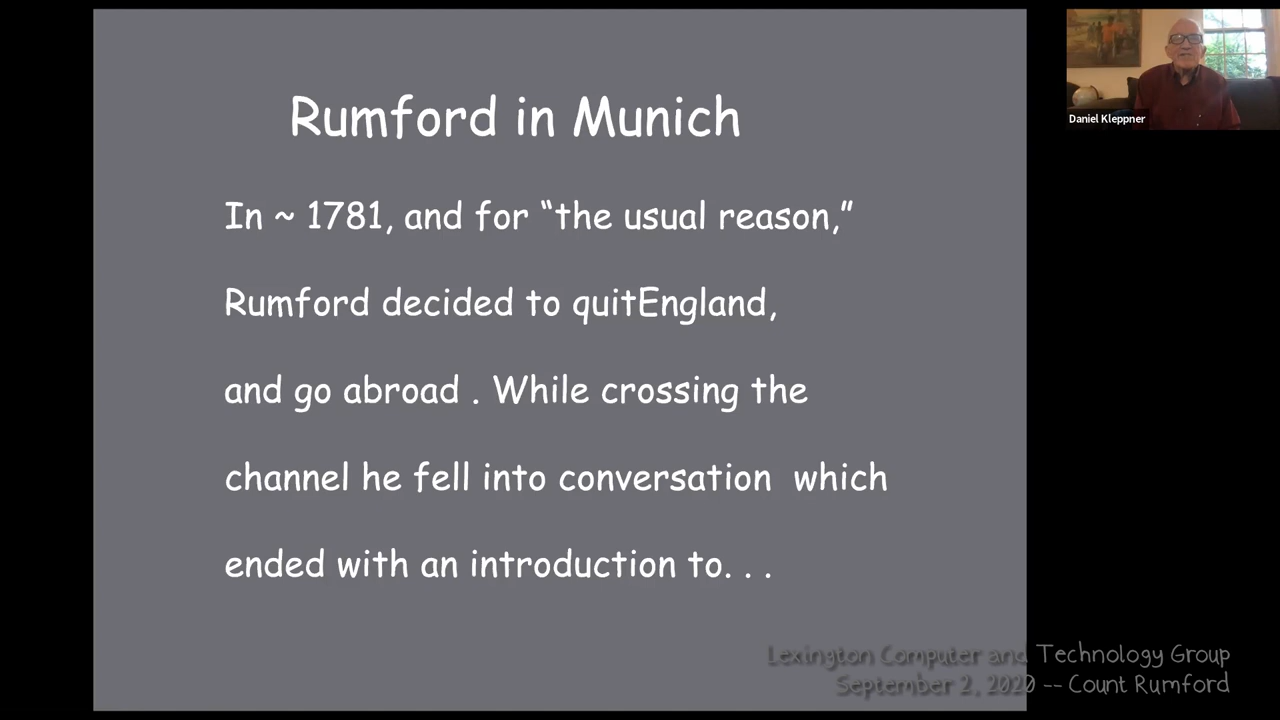 Rumford in Munich
In ~ 1781, and for “the usual reason,”
Rumford decided to quitEngland,
and go abroad . While crossing the
channel he fell into conversation  which
ended with an introduction to. . .
Daniel Kleppner
Lexington Computer and Technology Group
September 2, 2020 -- Count Rumford